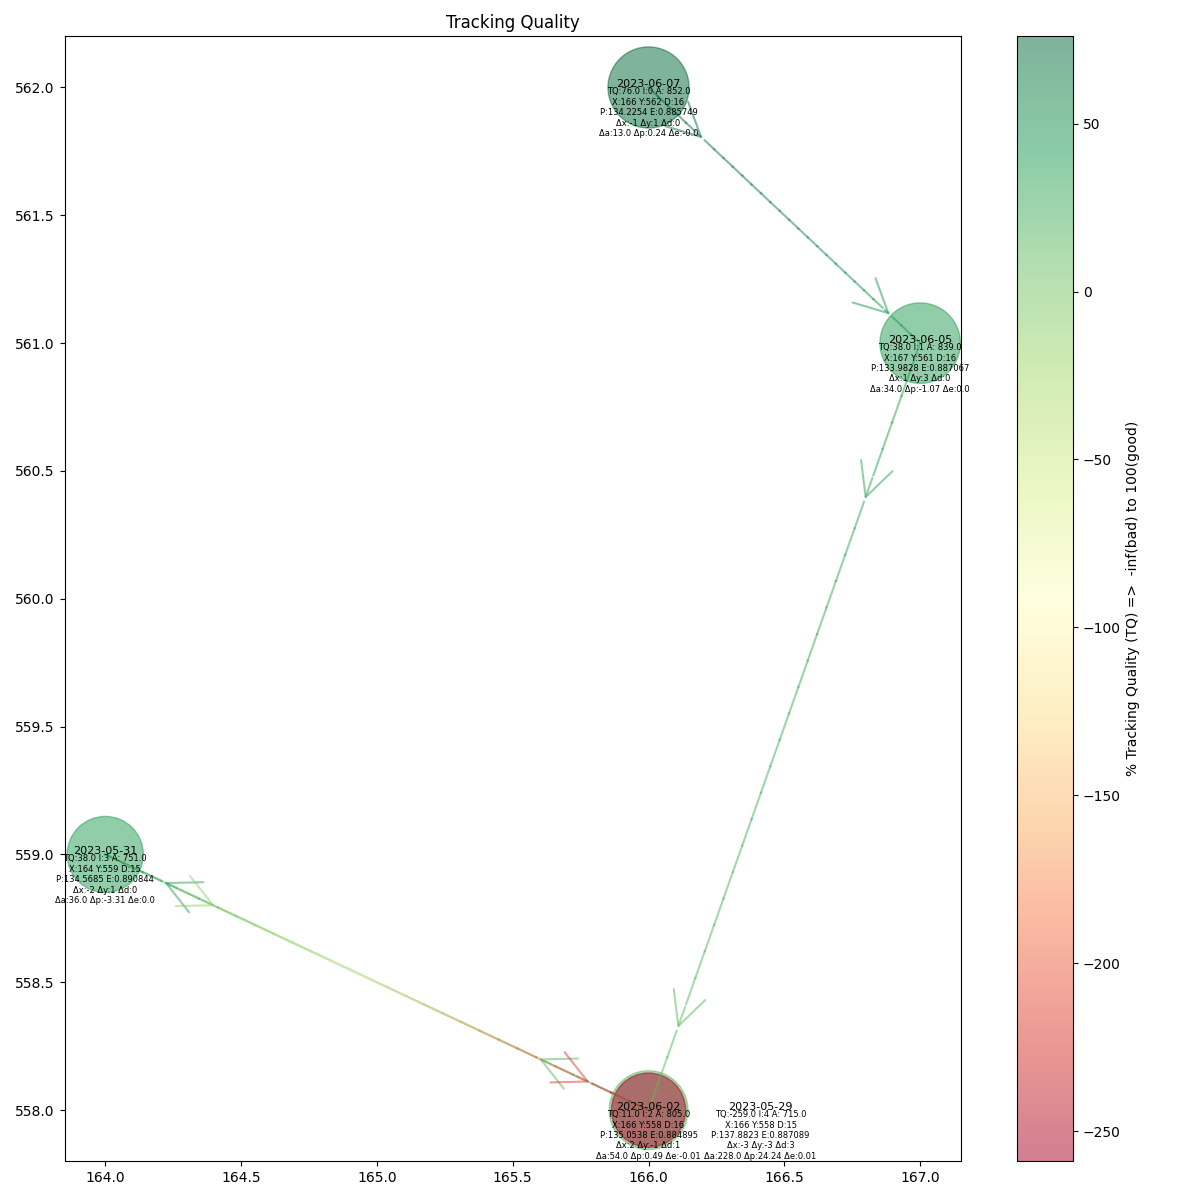 Tracking Quality
562.0
561.5
561.0
560.5
560.0
559.5
559.0
558.5
558.0
164.0
164.5
165.0
165.5
166.0
166.5
167.0
2023-06-07
TQ:76.0 I:0 A: 852.0
X:166 Y:562 D:16
P:134.2254 E:0.885749
Δx:-1 Δy:1 Δd:0
Δa:13.0 Δp:0.24 Δe:-0.0
2023-06-05
TQ:38.0 I:1 A: 839.0
X:167 Y:561 D:16
P:133.9828 E:0.887067
Δx:1 Δy:3 Δd:0
Δa:34.0 Δp:-1.07 Δe:0.0
2023-05-31
TQ:38.0 I:3 A: 751.0
X:164 Y:559 D:15
P:134.5685 E:0.890844
Δx:-2 Δy:1 Δd:0
Δa:36.0 Δp:-3.31 Δe:0.0
2023-06-02
TQ:11.0 I:2 A: 805.0
X:166 Y:558 D:16
P:135.0538 E:0.884895
Δx:2 Δy:-1 Δd:1
Δa:54.0 Δp:0.49 Δe:-0.01
2023-05-29
TQ:-259.0 I:4 A: 715.0
X:166 Y:558 D:15
P:137.8823 E:0.887089
Δx:-3 Δy:-3 Δd:3
Δa:228.0 Δp:24.24 Δe:0.01
50
0
−50
−100
−150
−200
−250
% Tracking Quality (TQ) => -inf(bad) to 100(good)